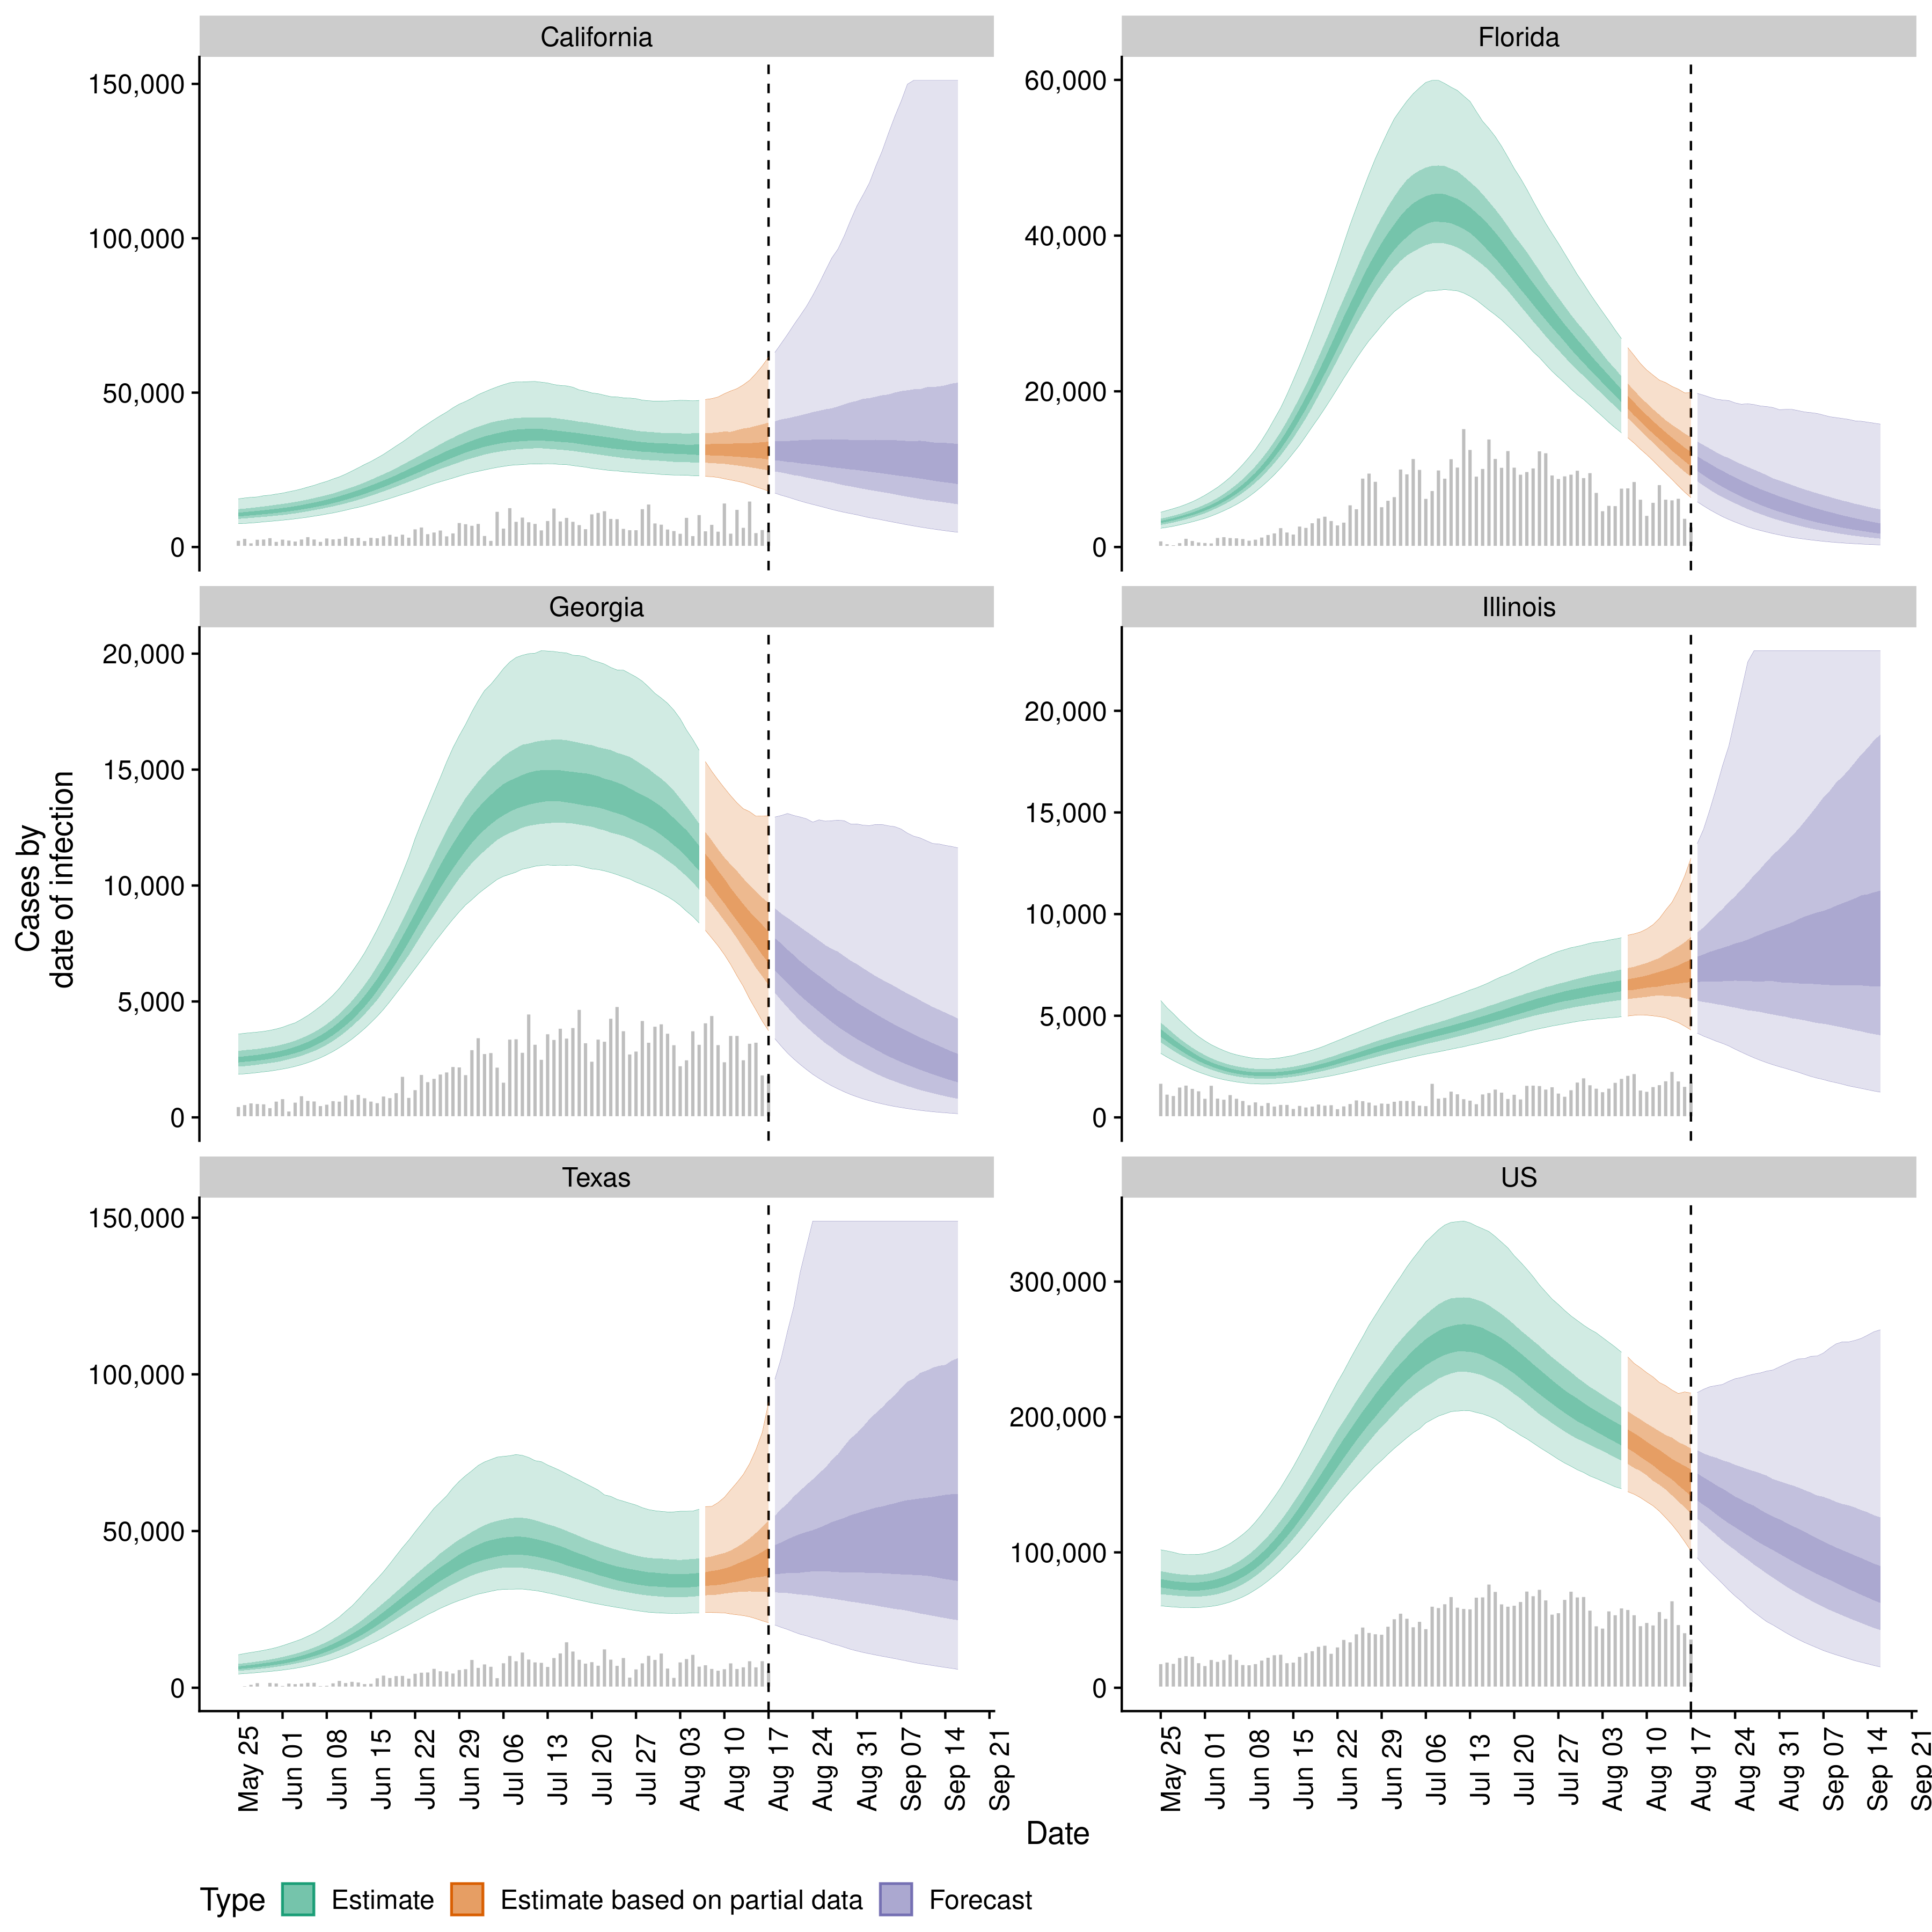 California
Florida
150,000
100,000
50,000
0
60,000
40,000
20,000
0
Georgia
Illinois
20,000
15,000
10,000
5,000
0
20,000
15,000
10,000
5,000
0
Texas
US
150,000
100,000
50,000
0
300,000
200,000
100,000
0
Cases by
date of infection
May 25
Jun 01
Jun 08
Jun 15
Jun 22
Jun 29
Jul 06
Jul 13
Jul 20
Jul 27
Aug 03
Aug 10
Aug 17
Aug 24
Aug 31
Sep 07
Sep 14
Sep 21
May 25
Jun 01
Jun 08
Jun 15
Jun 22
Jun 29
Jul 06
Jul 13
Jul 20
Jul 27
Aug 03
Aug 10
Aug 17
Aug 24
Aug 31
Sep 07
Sep 14
Sep 21
Date
Type Estimate Estimate based on partial data Forecast